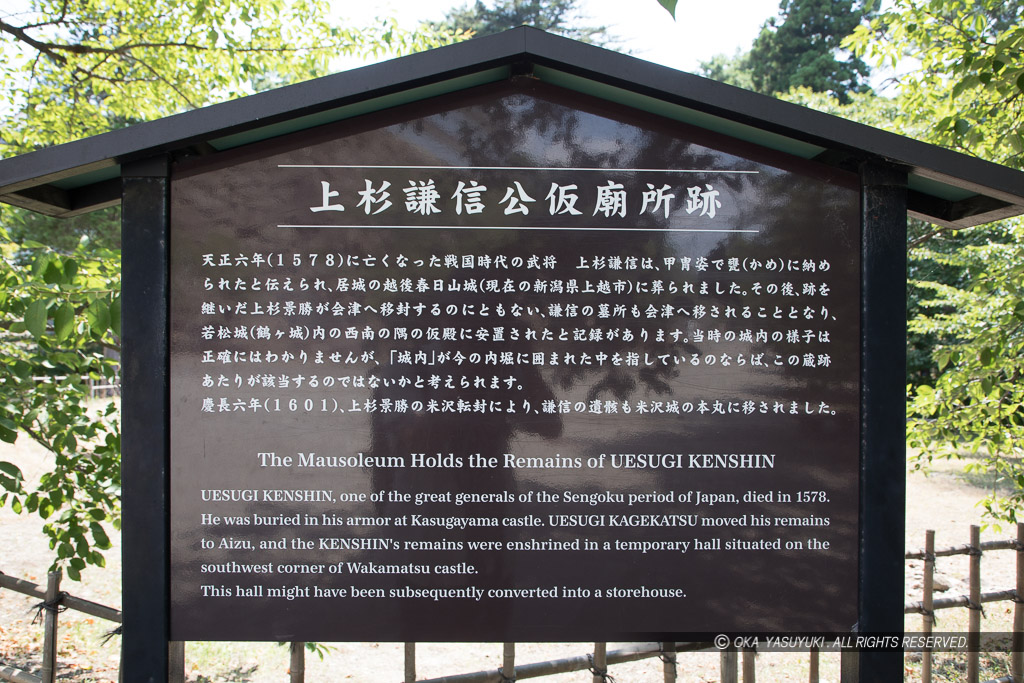 上杉謙信公仮廟所跡
天正六年(１５７８)に亡くなった戦国時代の武将　上杉謙信は、甲冑姿で甕(かめ)に納め
られたと伝えられ、居城の越後春日山城(現在の新潟県上越市)に葬られました。その後、跡を
継いだ上杉景勝が会津へ移封するのにともない、謙信の墓所も会津へ移されることとなり、
若松城(鶴ヶ城)内の西南の隅の仮殿に安置されたと記録があります。当時の城内の様子は
正確にはわかりませんが、「城内」が今の内堀に囲まれた中を指しているのならば、この蔵跡
あたりが該当するのではないかと考えられます。
慶長六年(１６０１)、上杉景勝の米沢転封により、謙信の遺骸も米沢城の本丸に移されました。
The Mausoleum Holds the Remains of UESUGI KENSHIN
UESUGI KENSHIN, one of the great generals of the Sengoku period of Japan, died in 1578.
He was buried in his armor at Kasugayama castle. UESUGI KAGEKATSU moved his remains
to Aizu, and the KENSHIN's remains were enshrined in a temporary hall situated on the
southwest corner of Wakamatsu castle.
This hall might have been subsequently converted into a storehouse.
© OKA YASUYUKI. ALL RIGHTS RESERVED.